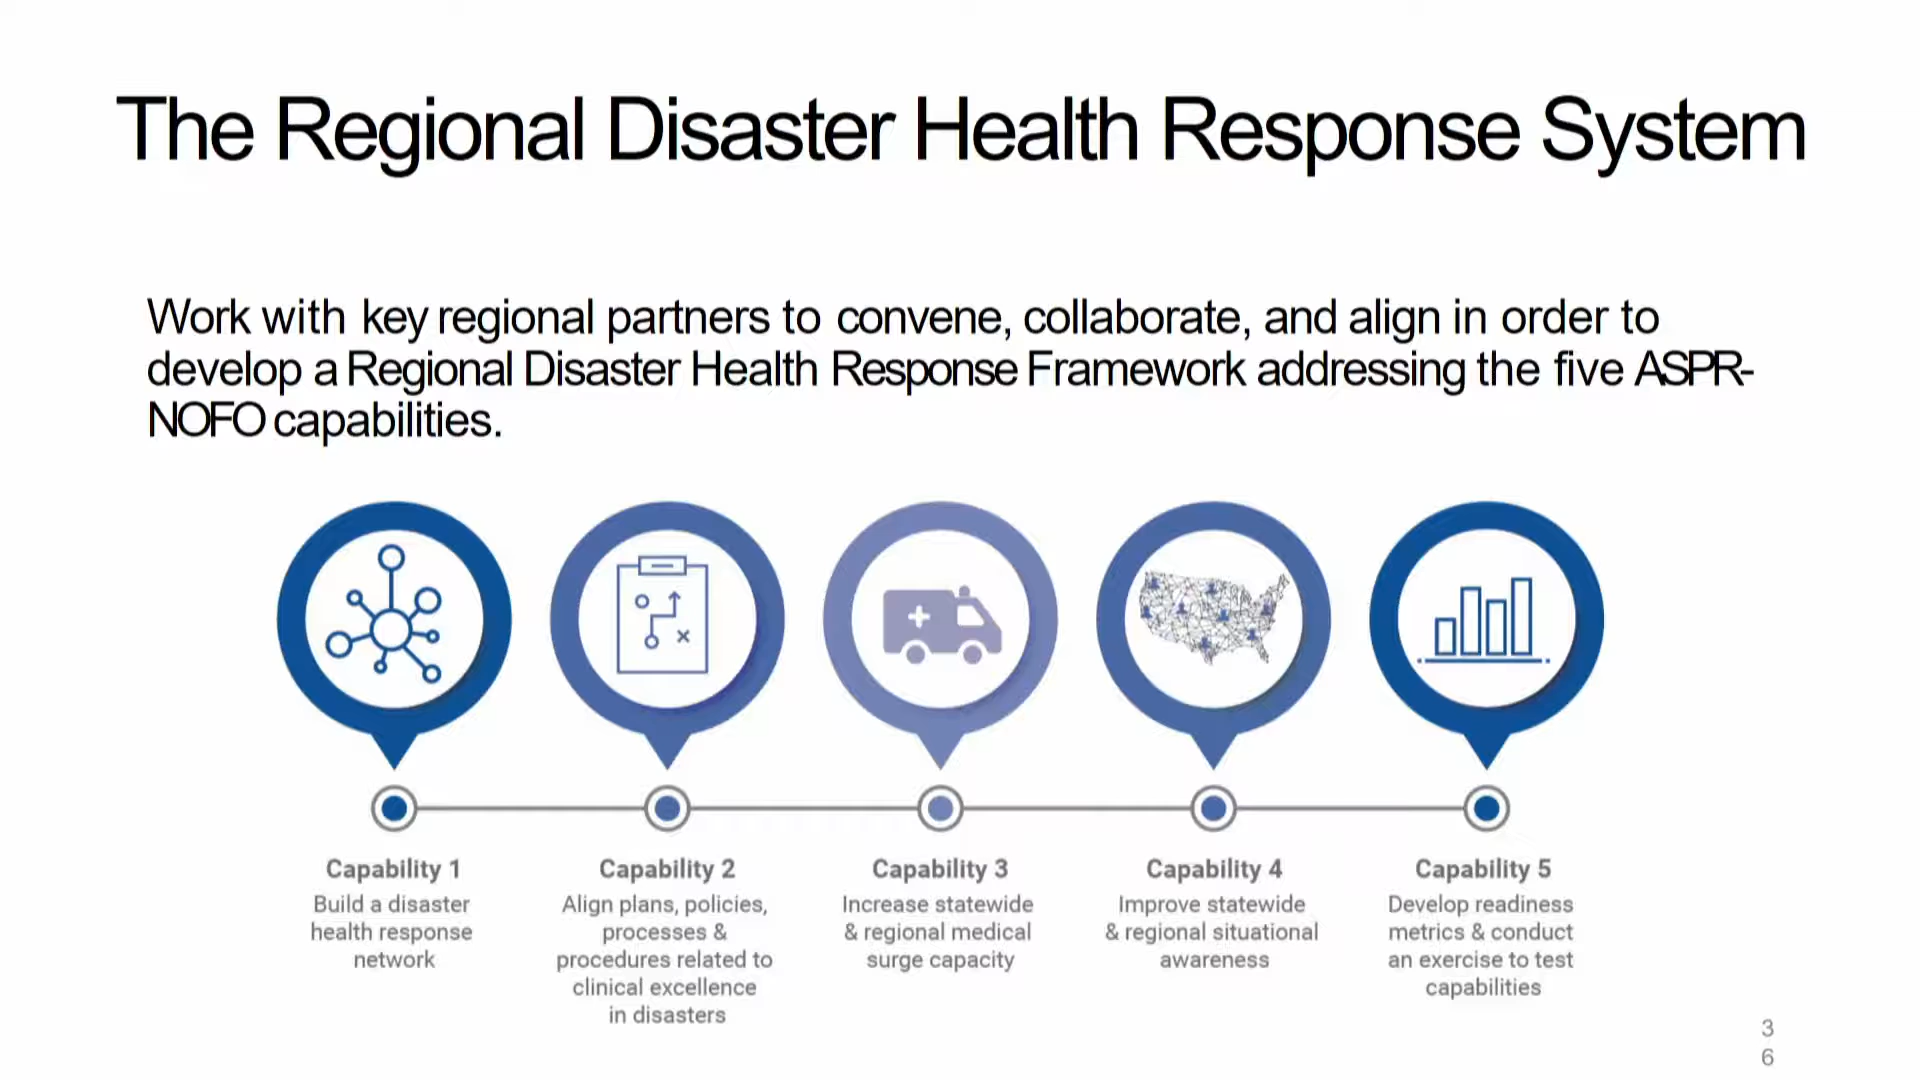 The Regional Disaster Health Response System
Work with key regional partners to convene, collaborate, and align in order to
develop a Regional Disaster Health Response Framework addressing the five ASPR-
NOFO capabilities.
Capability 1
Build a disaster
health response
network
Capability 2
Align plans, policies,
processes &
procedures related to
clinical excellence
in disasters
Capability 3
Increase statewide
& regional medical
surge capacity
Capability 4
Improve statewide
& regional situational
awareness
Capability 5
Develop readiness
metrics & conduct
an exercise to test
capabilities
3
6